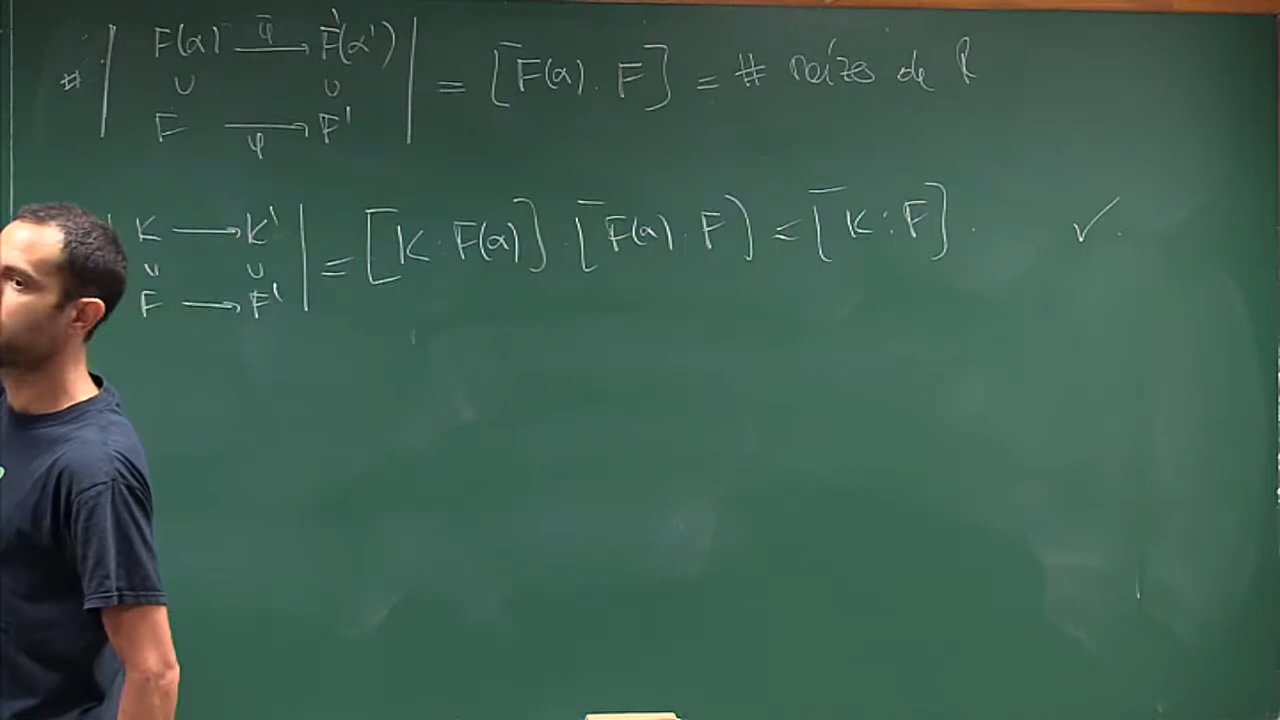 # | F(α) —φ̄→ F'(α') | = [F(α) : F] = # raízes de P
∪ ∪
F —φ→ F'
K ⟶ K' | = [K : F(α)] · [F(α) : F] = [K : F] . ✓.
∪ ∪
F ⟶ F'